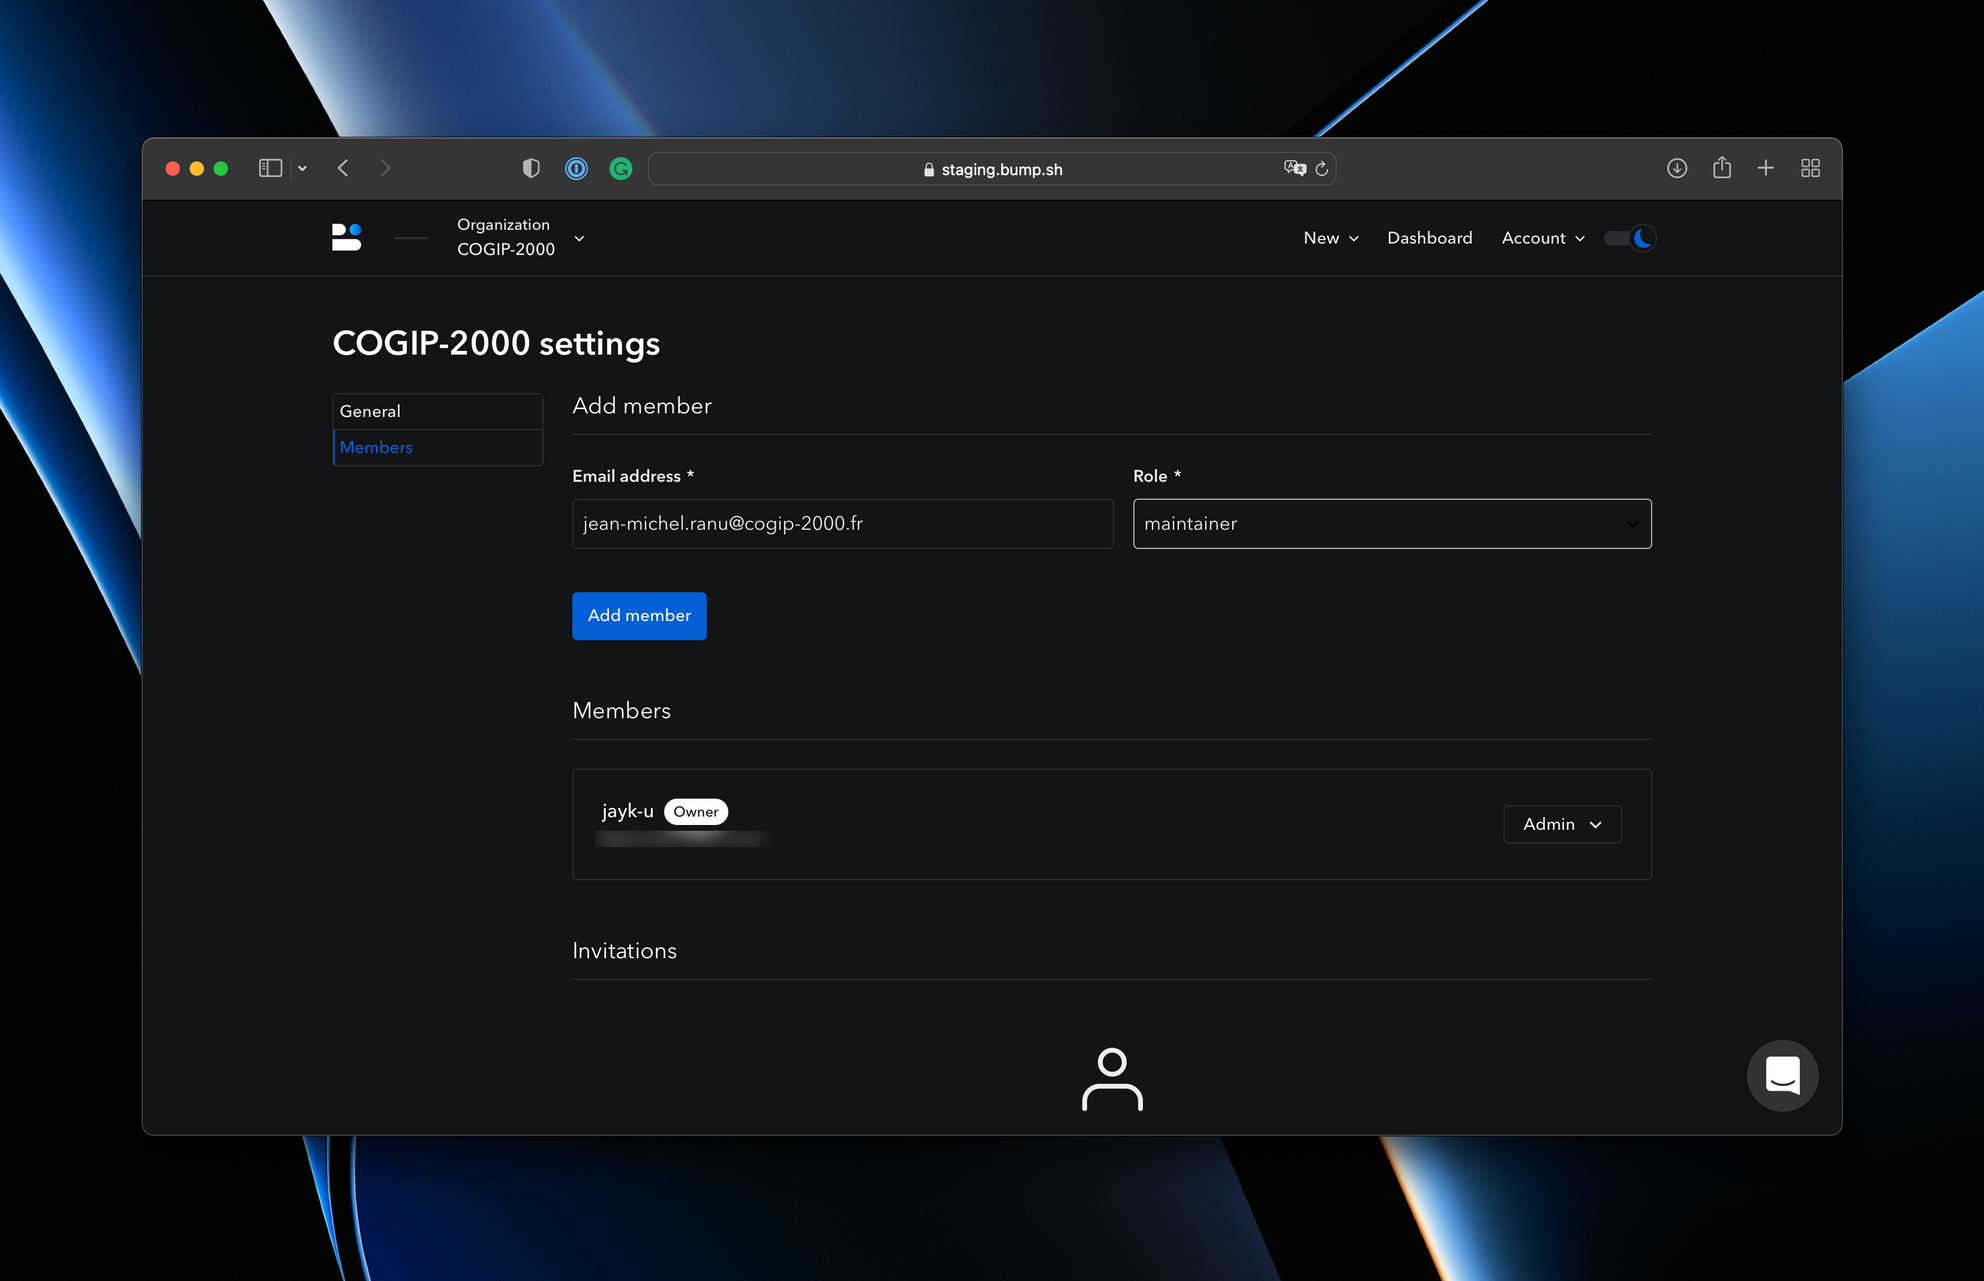 staging.bump.sh
Organization
COGIP-2000
New
Dashboard
Account
COGIP-2000 settings
General
Members
Add member
Email address *
Role *
jean-michel.ranu@cogip-2000.fr
maintainer
Add member
Members
jayk-u
Owner
Admin
Invitations